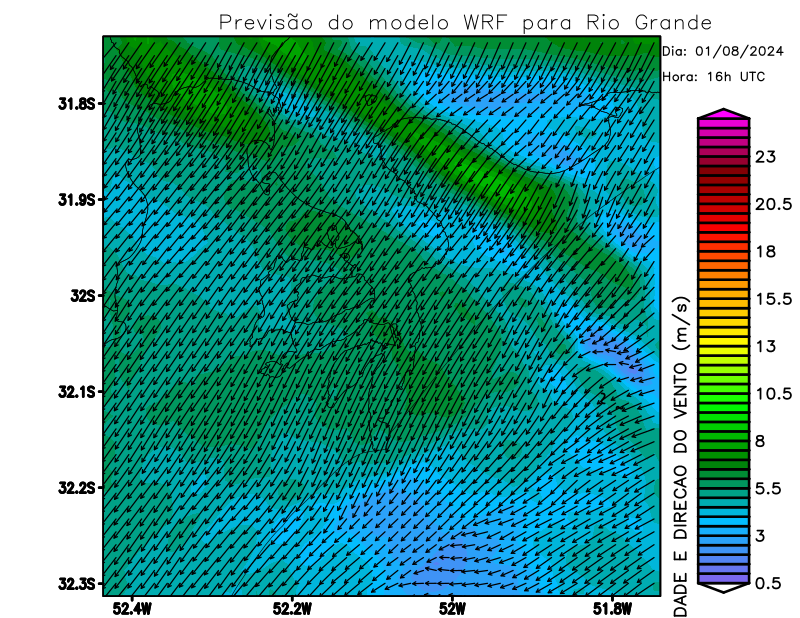 Previsão do modelo WRF para Rio Grande
Dia: 01/08/2024
Hora: 16h UTC
31.8S
31.9S
32S
32.1S
32.2S
32.3S
52.4W
52.2W
52W
51.8W
DADE E DIRECAO DO VENTO (m/s)
23
20.5
18
15.5
13
10.5
8
5.5
3
0.5